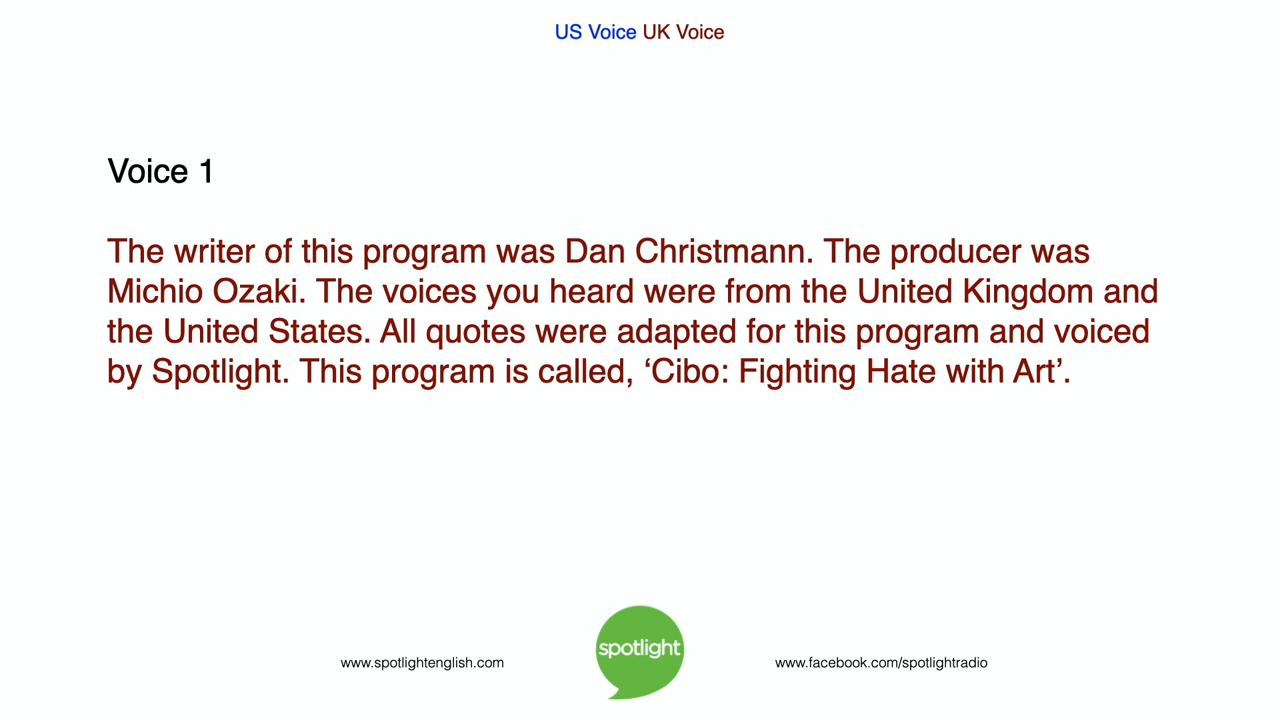 US Voice UK Voice
Voice 1
The writer of this program was Dan Christmann. The producer was
Michio Ozaki. The voices you heard were from the United Kingdom and
the United States. All quotes were adapted for this program and voiced
by Spotlight. This program is called, ‘Cibo: Fighting Hate with Art’.
www.spotlightenglish.com
spotlight
www.facebook.com/spotlightradio